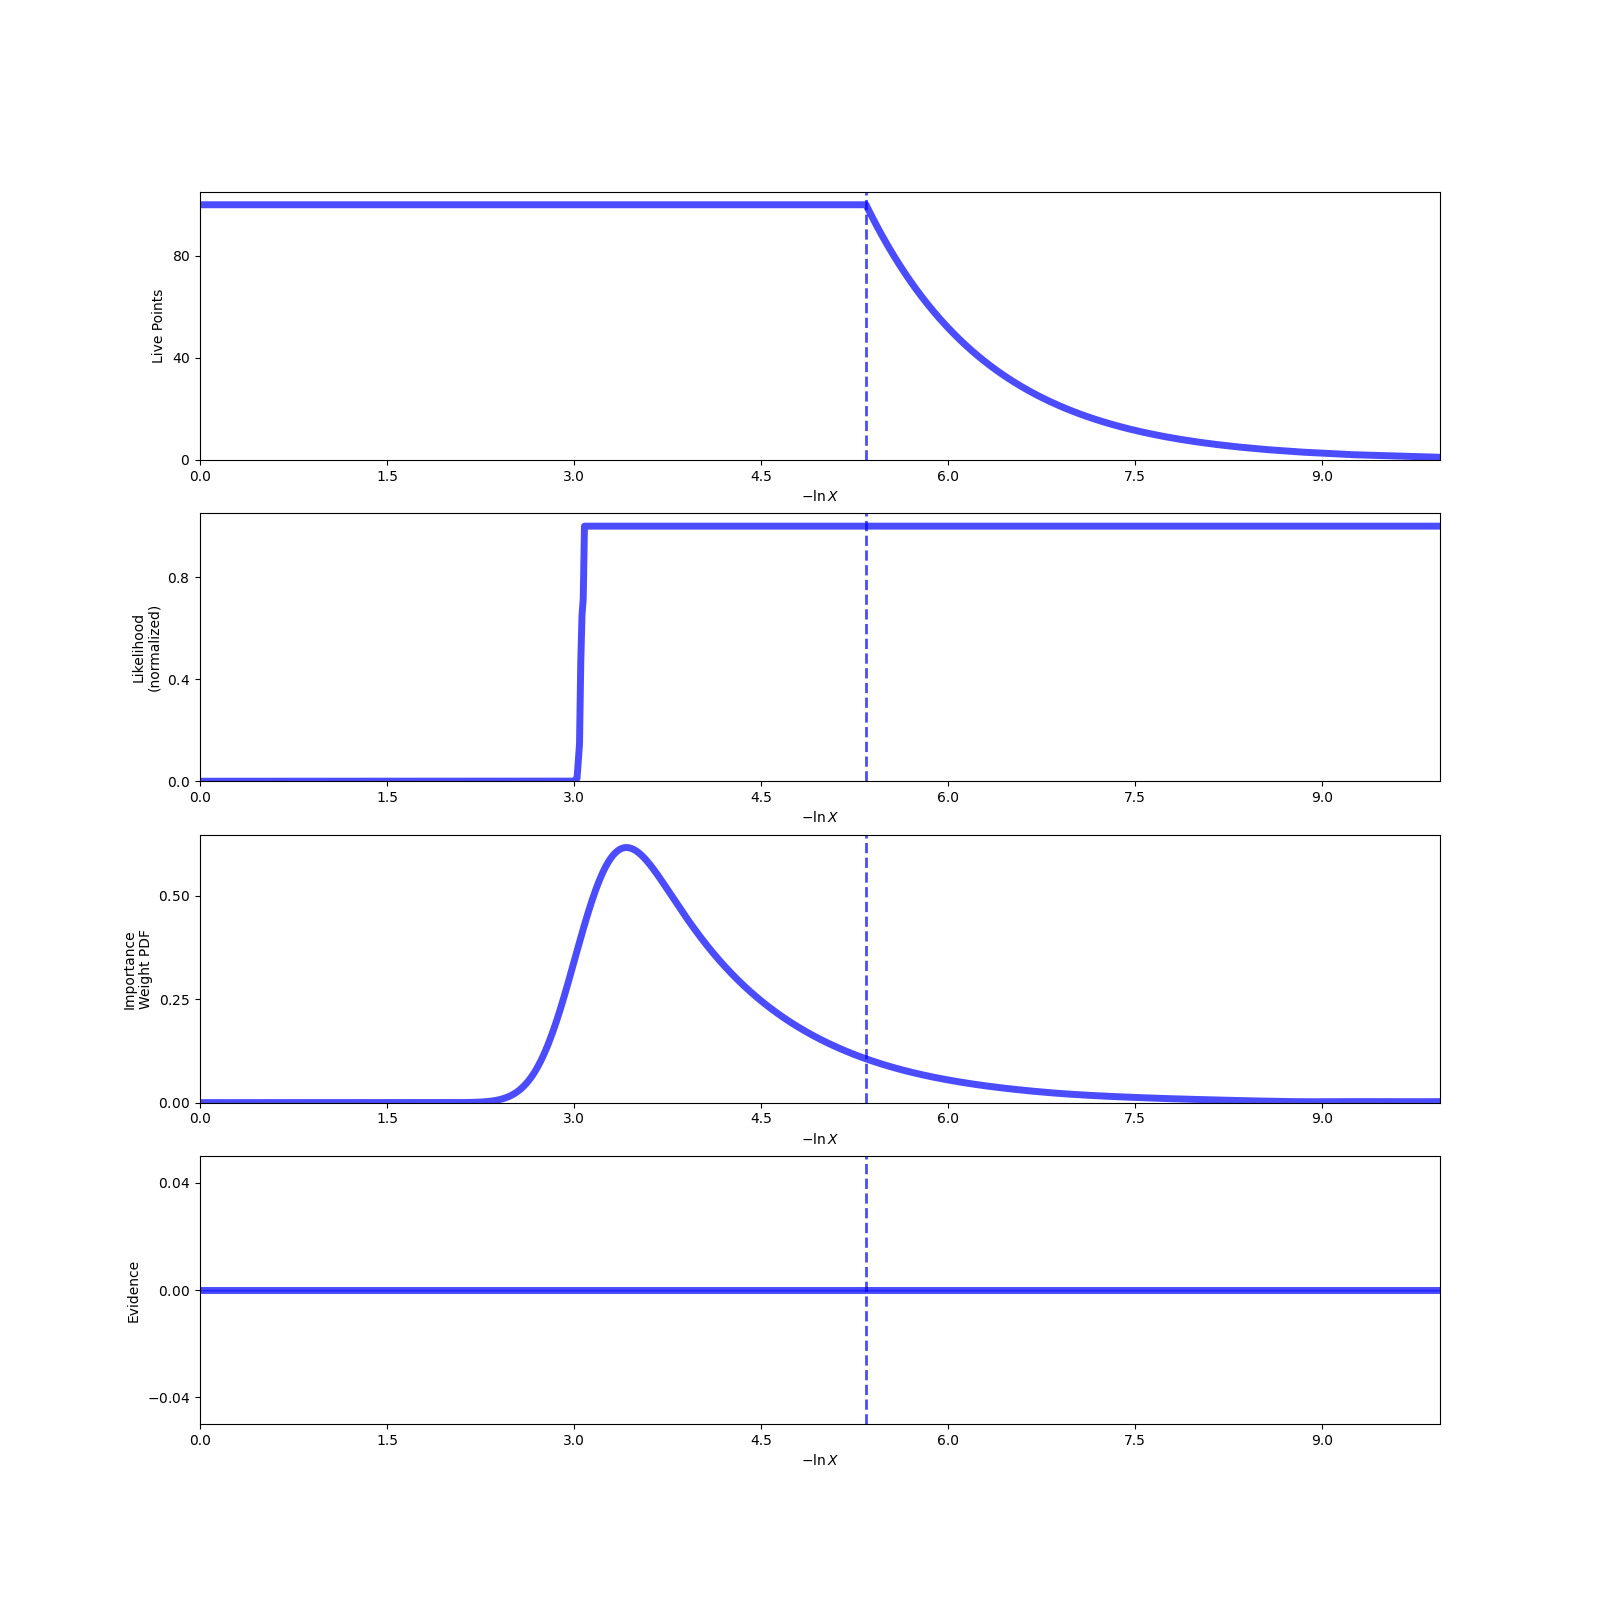 80
40
0
Live Points
0.0 1.5 3.0 4.5 6.0 7.5 9.0
−ln X
0.8
0.4
0.0
Likelihood
(normalized)
0.0 1.5 3.0 4.5 6.0 7.5 9.0
−ln X
0.50
0.25
0.00
Importance
Weight PDF
0.0 1.5 3.0 4.5 6.0 7.5 9.0
−ln X
0.04
0.00
−0.04
Evidence
0.0 1.5 3.0 4.5 6.0 7.5 9.0
−ln X